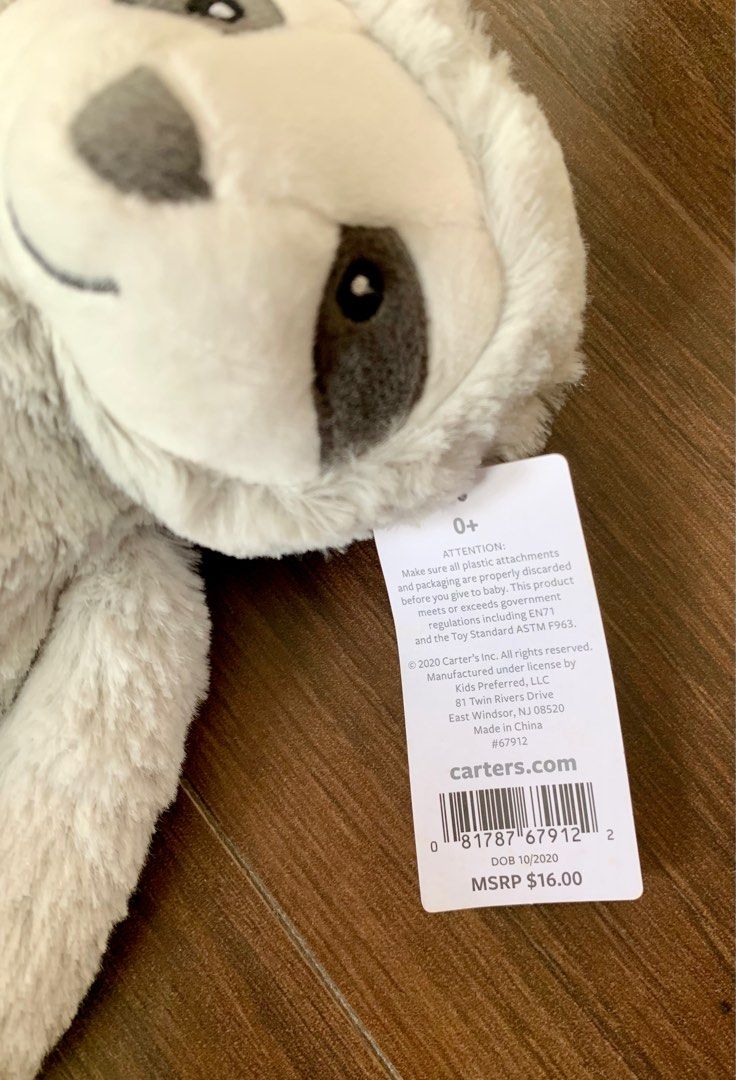 0+
ATTENTION:
Make sure all plastic attachments
and packaging are properly discarded
before you give to baby. This product
meets or exceeds government
regulations including EN71
and the Toy Standard ASTM F963.
© 2020 Carter's Inc. All rights reserved.
Manufactured under license by
Kids Preferred, LLC
81 Twin Rivers Drive
East Windsor, NJ 08520
Made in China
#67912
carters.com
0 81787 67912 2
DOB 10/2020
MSRP $16.00